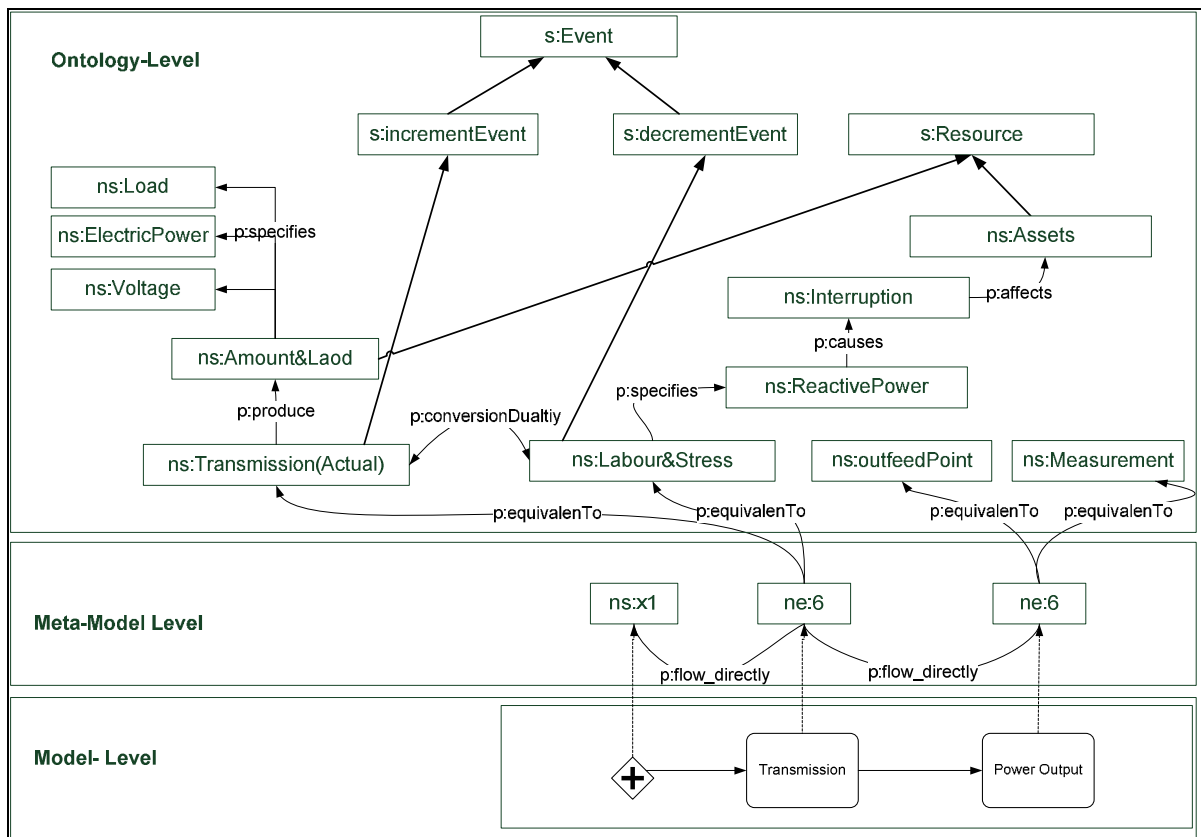 s:Event
Ontology-Level
s:incrementEvent
s:decrementEvent
s:Resource
ns:Load
ns:ElectricPower
p:specifies
ns:Assets
ns:Voltage
ns:Interruption
p:affects
p:causes
ns:Amount&Laod
p:specifies
ns:ReactivePower
p:produce
p:conversionDualtiy
ns:Transmission(Actual)
ns:Labour&Stress
ns:outfeedPoint
ns:Measurement
p:equivalenTo
p:equivalenTo
p:equivalenTo
p:equivalenTo
Meta-Model Level
ns:x1
ne:6
ne:6
p:flow_directly
p:flow_directly
Model- Level
Transmission
Power Output